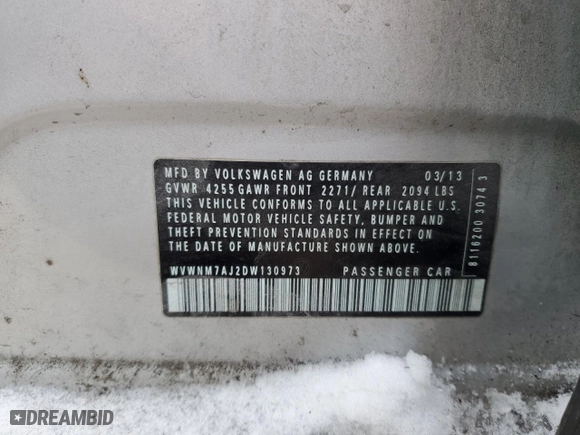 MFD BY VOLKSWAGEN AG GERMANY 03/13
GVWR 4255 GAWR FRONT 2271/ REAR 2094 LBS
THIS VEHICLE CONFORMS TO ALL APPLICABLE U.S.
FEDERAL MOTOR VEHICLE SAFETY, BUMPER AND
THEFT PREVENTION STANDARDS IN EFFECT ON
THE DATE OF MANUFACTURE SHOWN ABOVE.
WVWNM7AJ2DW130973 PASSENGER CAR
8116200 3074 3
DREAMBID